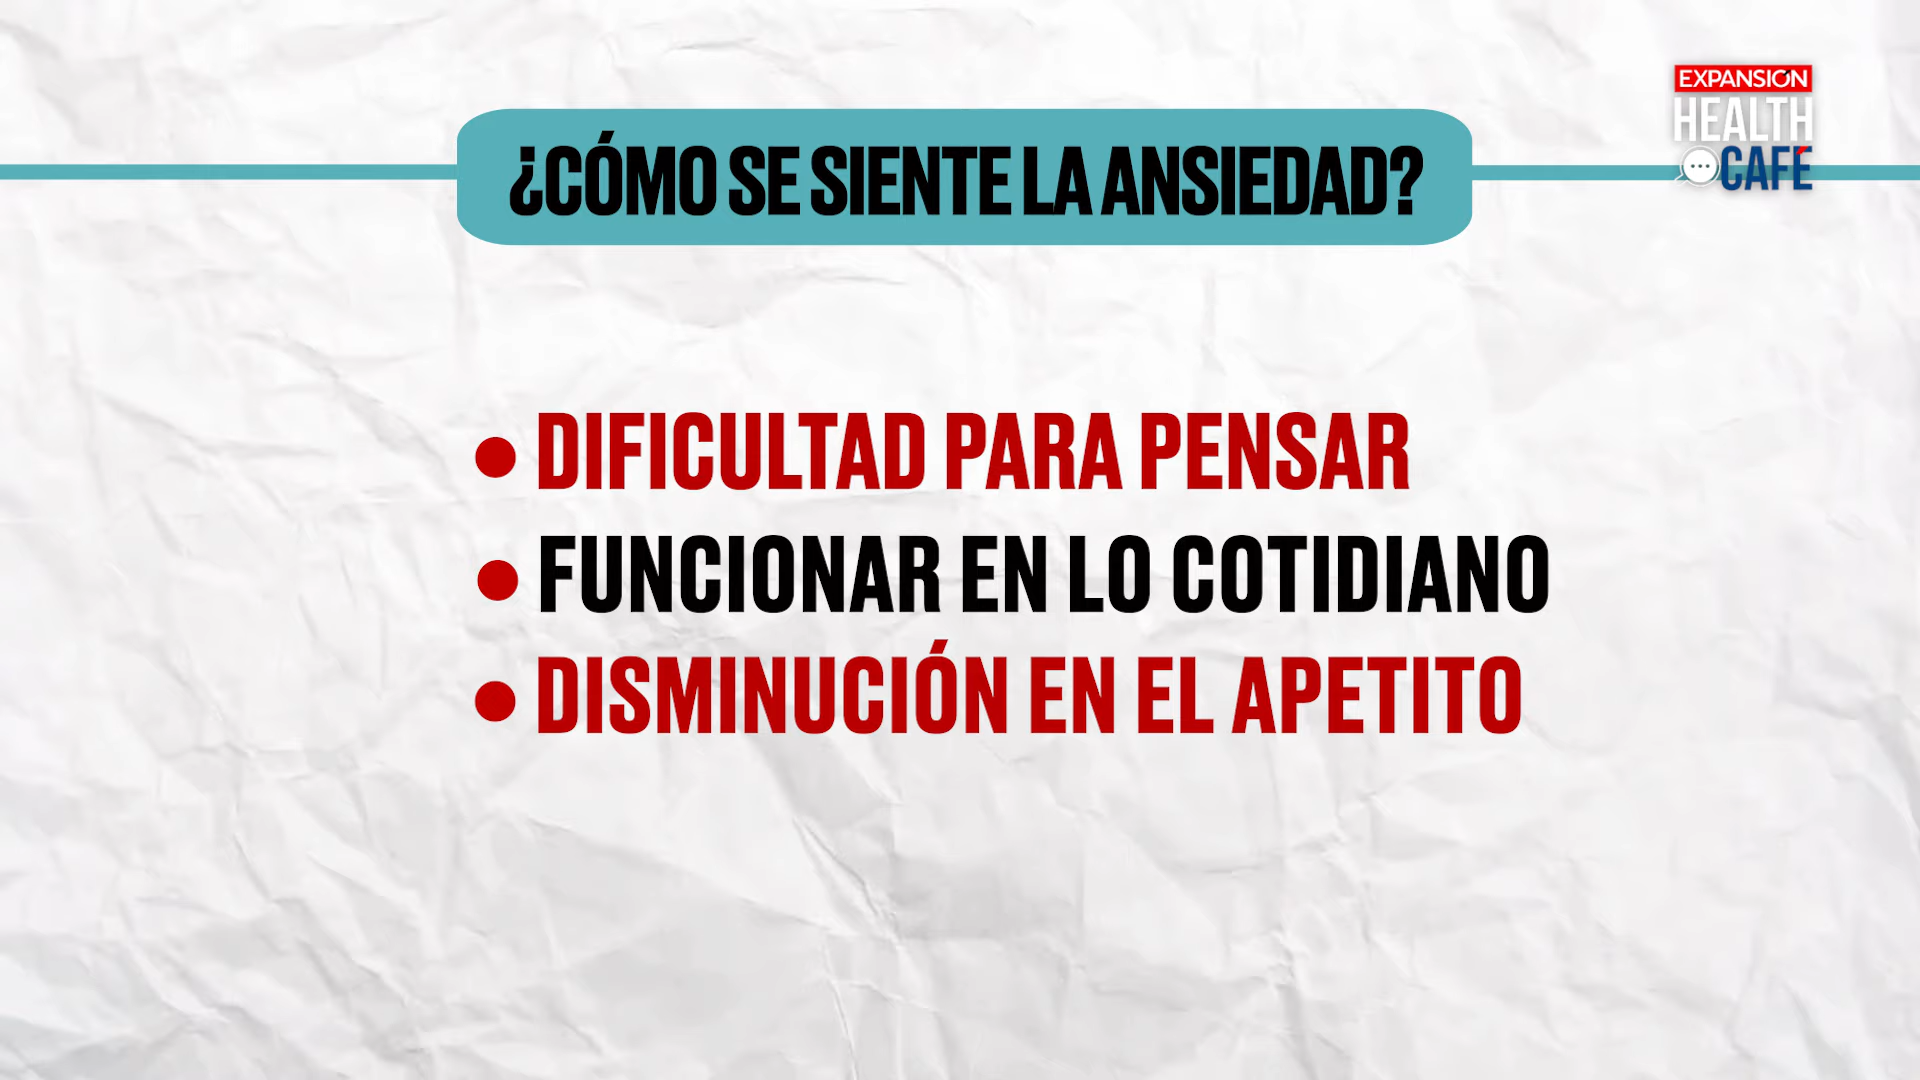 EXPANSIÓN
HEALTH
CAFÉ
¿CÓMO SE SIENTE LA ANSIEDAD?
• DIFICULTAD PARA PENSAR
• FUNCIONAR EN LO COTIDIANO
• DISMINUCIÓN EN EL APETITO